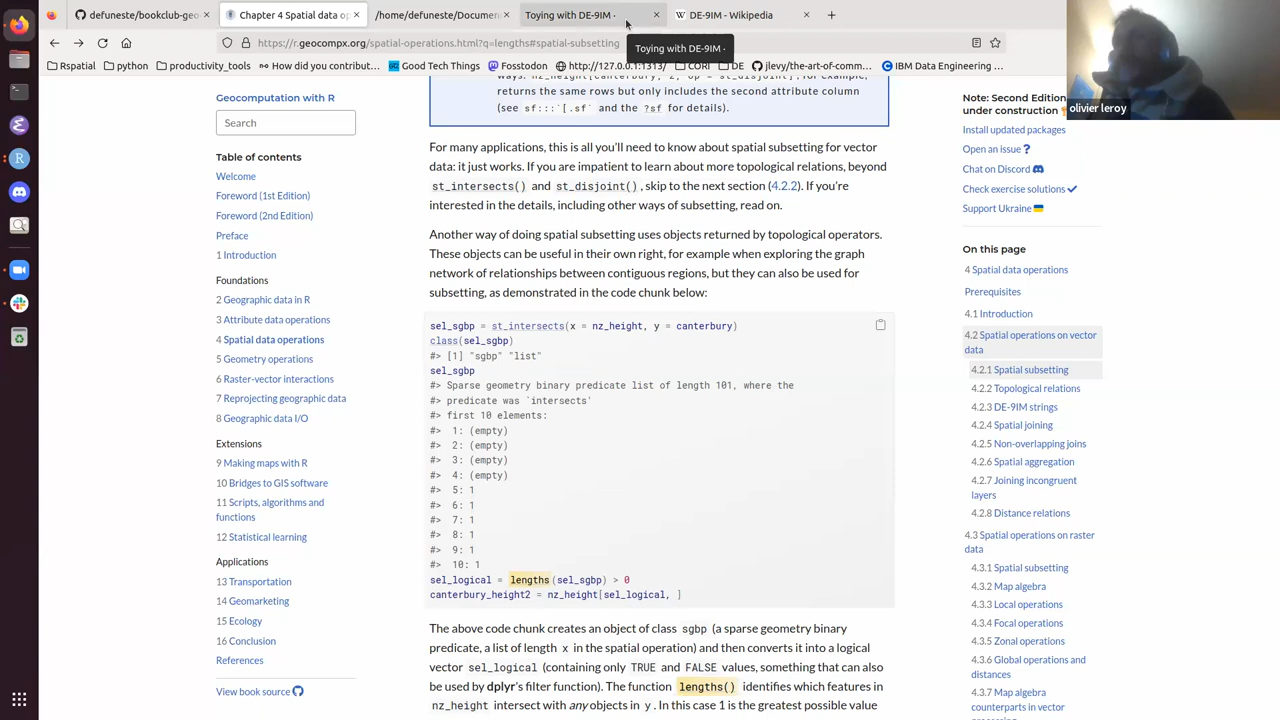 defuneste/bookclub-geo
Chapter 4 Spatial data op
/home/defuneste/Documen
Toying with DE-9IM ·
DE-9IM - Wikipedia
https://r.geocompx.org/spatial-operations.html?q=lengths#spatial-subsetting
Toying with DE-9IM ·
Rspatial
python
productivity_tools
How did you contribut…
Good Tech Things
Fosstodon
http://127.0.0.1:1313/
CORI
DE
jlevy/the-art-of-comm…
IBM Data Engineering …
olivier leroy
Geocomputation with R
Search
Table of contents
Welcome
Foreword (1st Edition)
Foreword (2nd Edition)
Preface
1 Introduction
Foundations
2 Geographic data in R
3 Attribute data operations
4 Spatial data operations
5 Geometry operations
6 Raster-vector interactions
7 Reprojecting geographic data
8 Geographic data I/O
Extensions
9 Making maps with R
10 Bridges to GIS software
11 Scripts, algorithms and
functions
12 Statistical learning
Applications
13 Transportation
14 Geomarketing
15 Ecology
16 Conclusion
References
View book source
returns the same rows but only includes the second attribute column
(see sf:::`[.sf` and the ?sf for details).
For many applications, this is all you'll need to know about spatial subsetting for vector
data: it just works. If you are impatient to learn about more topological relations, beyond
st_intersects() and st_disjoint(), skip to the next section (4.2.2). If you're
interested in the details, including other ways of subsetting, read on.
Another way of doing spatial subsetting uses objects returned by topological operators.
These objects can be useful in their own right, for example when exploring the graph
network of relationships between contiguous regions, but they can also be used for
subsetting, as demonstrated in the code chunk below:
sel_sgbp = st_intersects(x = nz_height, y = canterbury)
class(sel_sgbp)
#> [1] "sgbp" "list"
sel_sgbp
#> Sparse geometry binary predicate list of length 101, where the
#> predicate was `intersects'
#> first 10 elements:
#>  1: (empty)
#>  2: (empty)
#>  3: (empty)
#>  4: (empty)
#>  5: 1
#>  6: 1
#>  7: 1
#>  8: 1
#>  9: 1
#>  10: 1
sel_logical = lengths(sel_sgbp) > 0
canterbury_height2 = nz_height[sel_logical, ]
The above code chunk creates an object of class sgbp (a sparse geometry binary
predicate, a list of length x in the spatial operation) and then converts it into a logical
vector sel_logical (containing only TRUE and FALSE values, something that can also
be used by dplyr's filter function). The function lengths() identifies which features in
nz_height intersect with any objects in y. In this case 1 is the greatest possible value
Note: Second Edition
under construction
Install updated packages
Open an issue ?
Chat on Discord
Check exercise solutions
Support Ukraine
On this page
4 Spatial data operations
Prerequisites
4.1 Introduction
4.2 Spatial operations on vector
data
4.2.1 Spatial subsetting
4.2.2 Topological relations
4.2.3 DE-9IM strings
4.2.4 Spatial joining
4.2.5 Non-overlapping joins
4.2.6 Spatial aggregation
4.2.7 Joining incongruent
layers
4.2.8 Distance relations
4.3 Spatial operations on raster
data
4.3.1 Spatial subsetting
4.3.2 Map algebra
4.3.3 Local operations
4.3.4 Focal operations
4.3.5 Zonal operations
4.3.6 Global operations and
distances
4.3.7 Map algebra
counterparts in vector